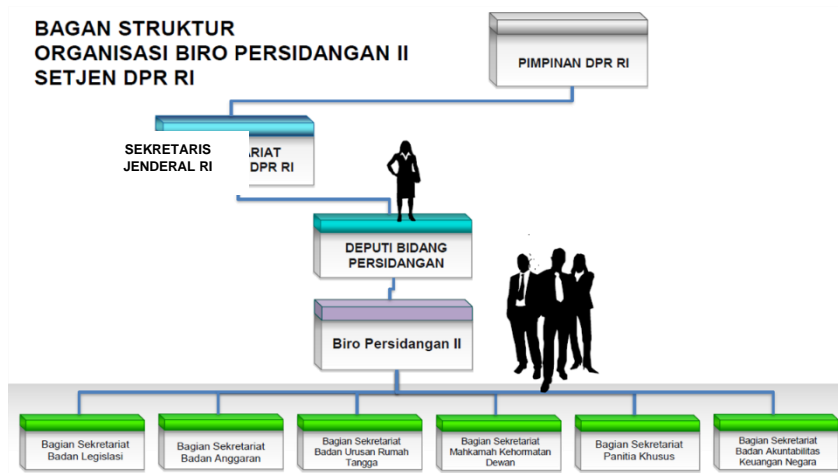 BAGAN STRUKTUR
ORGANISASI BIRO PERSIDANGAN II
SETJEN DPR RI
PIMPINAN DPR RI
SEKRETARIS
JENDERAL RI
ARIAT
DPR RI
DEPUTI BIDANG
PERSIDANGAN
Biro Persidangan II
Bagian Sekretariat
Badan Legislasi
Bagian Sekretariat
Badan Anggaran
Bagian Sekretariat
Badan Urusan Rumah
Tangga
Bagian Sekretariat
Mahkamah Kehormatan
Dewan
Bagian Sekretariat
Panitia Khusus
Bagian Sekretariat
Badan Akuntabilitas
Keuangan Negara